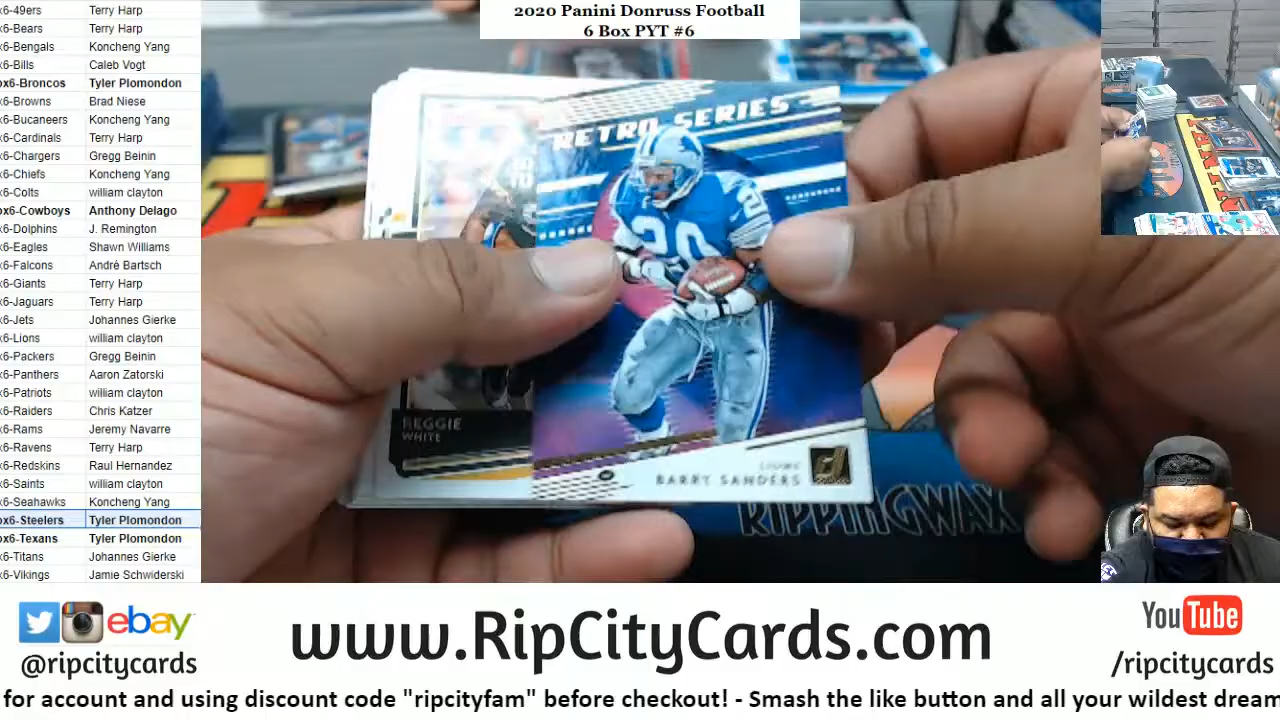 2020 Panini Donruss Football
6 Box PYT #6
x6-49ers Terry Harp
x6-Bears Terry Harp
x6-Bengals Koncheng Yang
x6-Bills Caleb Vogt
ox6-Broncos Tyler Plomondon
x6-Browns Brad Niese
x6-Bucaneers Koncheng Yang
x6-Cardinals Terry Harp
x6-Chargers Gregg Beinin
x6-Chiefs Koncheng Yang
x6-Colts william clayton
ox6-Cowboys Anthony Delago
x6-Dolphins J. Remington
x6-Eagles Shawn Williams
x6-Falcons André Bartsch
x6-Giants Terry Harp
x6-Jaguars Terry Harp
x6-Jets Johannes Gierke
x6-Lions william clayton
x6-Packers Gregg Beinin
x6-Panthers Aaron Zatorski
x6-Patriots william clayton
x6-Raiders Chris Katzer
x6-Rams Jeremy Navarre
x6-Ravens Terry Harp
x6-Redskins Raul Hernandez
x6-Saints william clayton
x6-Seahawks Koncheng Yang
ox6-Steelers Tyler Plomondon
ox6-Texans Tyler Plomondon
x6-Titans Johannes Gierke
x6-Vikings Jamie Schwiderski
RETRO SERIES
20
REGGIE
WHITE
LIONS
BARRY SANDERS
RIPPINGWAX
ebay
@ripcitycards
www.RipCityCards.com
YouTube
/ripcitycards
for account and using discount code "ripcityfam" before checkout! - Smash the like button and all your wildest dream